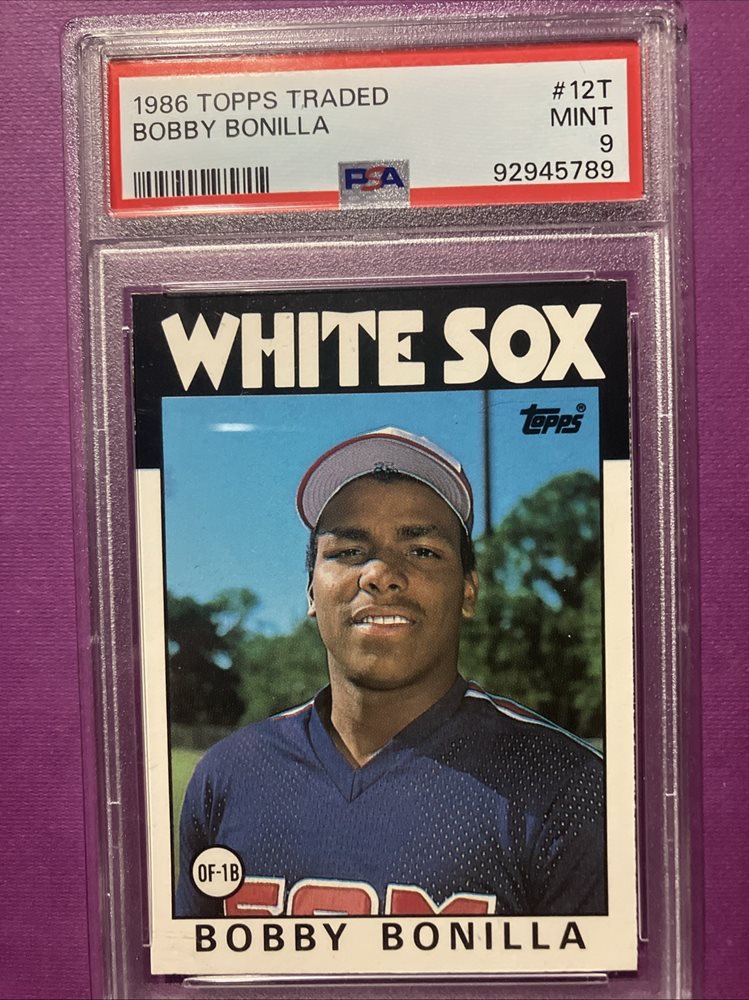 1986 TOPPS TRADED
BOBBY BONILLA
#12T
MINT
9
92945789
PSA
WHITE SOX
topps®
OF-1B
BOBBY BONILLA